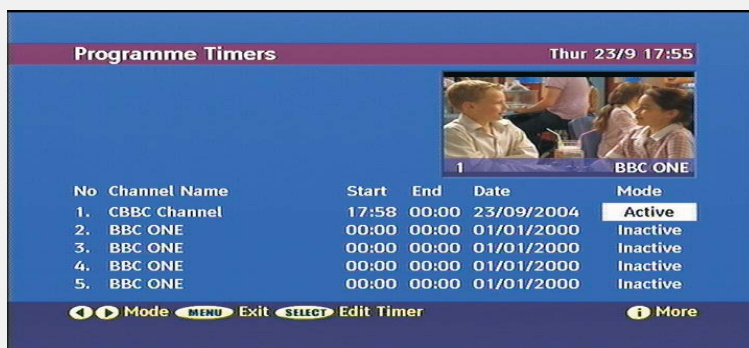 Programme Timers Thur 23/9 17:55
1 BBC ONE
No Channel Name Start End Date Mode
1. CBBC Channel 17:58 00:00 23/09/2004 Active
2. BBC ONE 00:00 00:00 01/01/2000 Inactive
3. BBC ONE 00:00 00:00 01/01/2000 Inactive
4. BBC ONE 00:00 00:00 01/01/2000 Inactive
5. BBC ONE 00:00 00:00 01/01/2000 Inactive
Mode MENU Exit SELECT Edit Timer i More